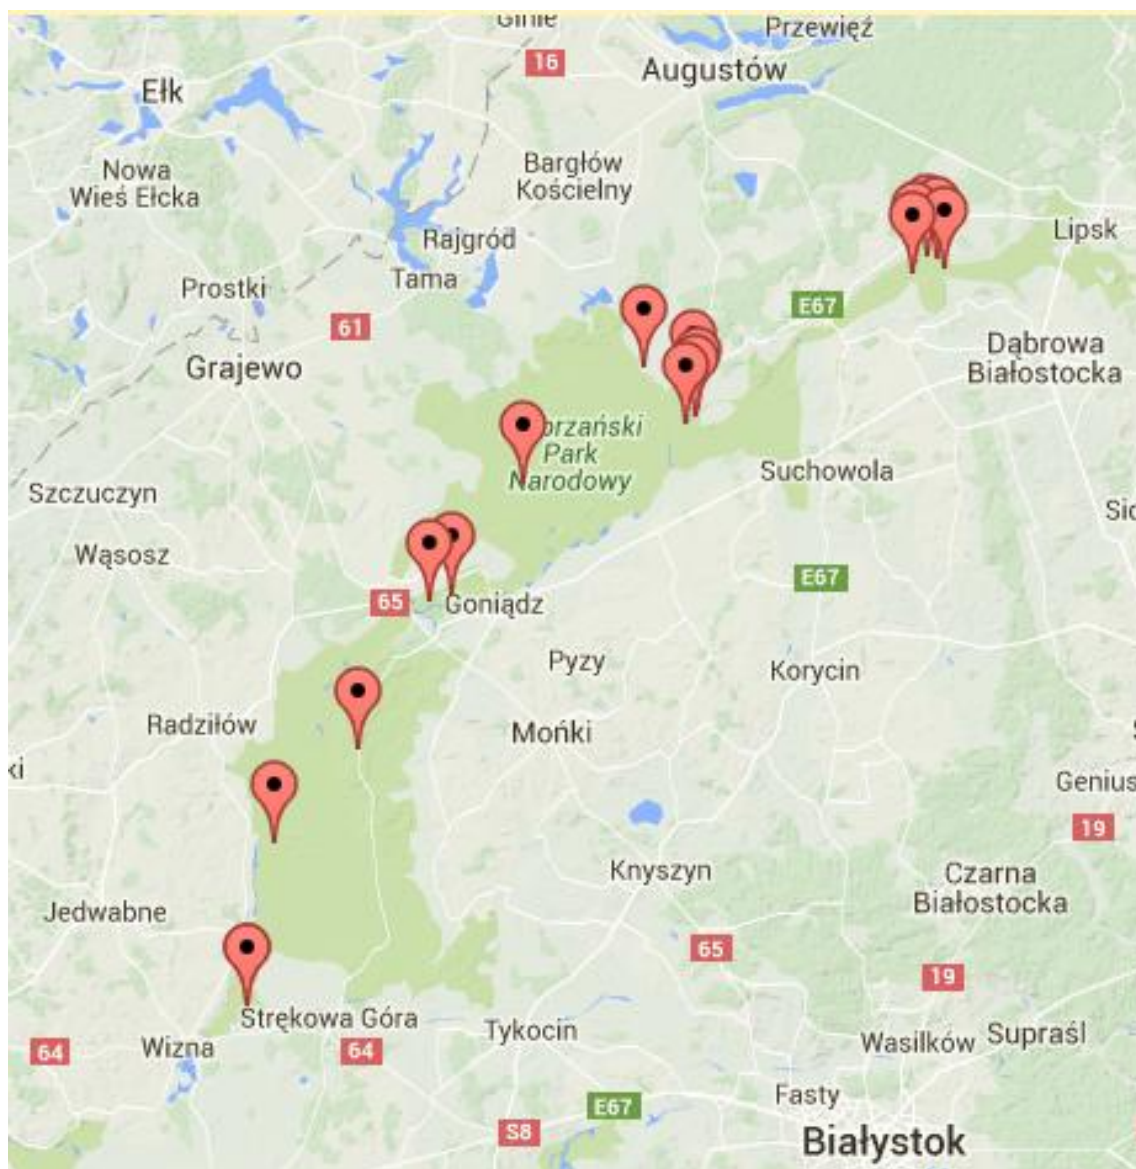 Ginie
Przewięź
16
Augustów
Ełk
Nowa
Wieś Ełcka
Bargłów
Kościelny
Rajgród
Lipsk
Tama
Prostki
E67
61
Grajewo
Dąbrowa
Białostocka
Park
Narodowy
Suchowola
Szczuczyn
Wąsosz
E67
65
Goniądz
Pyzy
Korycin
Radziłów
Mońki
19
Knyszyn
Czarna
Białostocka
Jedwabne
65
19
Strękowa Góra
Tykocin
Wasilków
Supraśl
64
Wizna
64
Fasty
E67
S8
Białystok